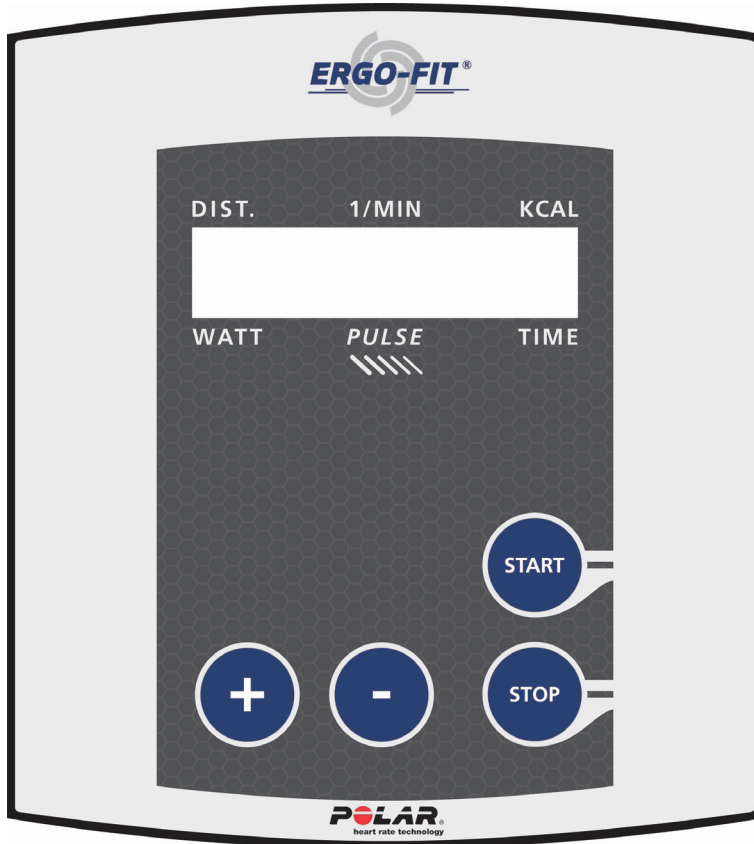 ERGO-FIT®
DIST. 1/MIN KCAL
WATT PULSE TIME
START
+ - STOP
POLAR®
heart rate technology